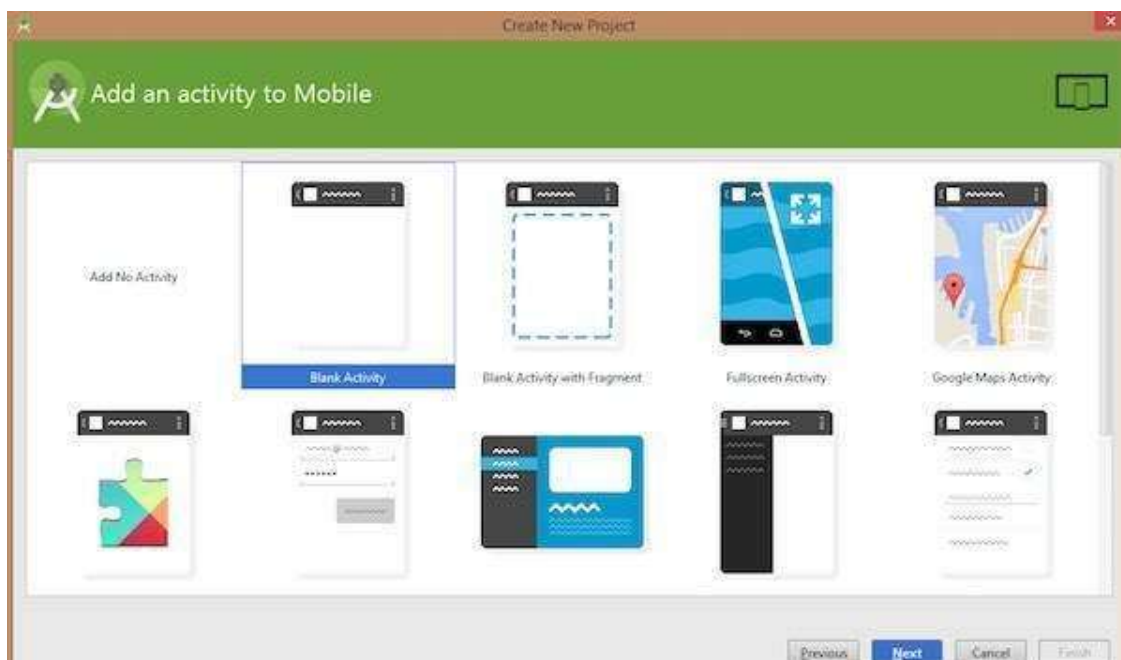 Create New Project
Add an activity to Mobile
Add No Activity
Blank Activity
Blank Activity with Fragment
Fullscreen Activity
Google Maps Activity
Previous
Next
Cancel
Finish